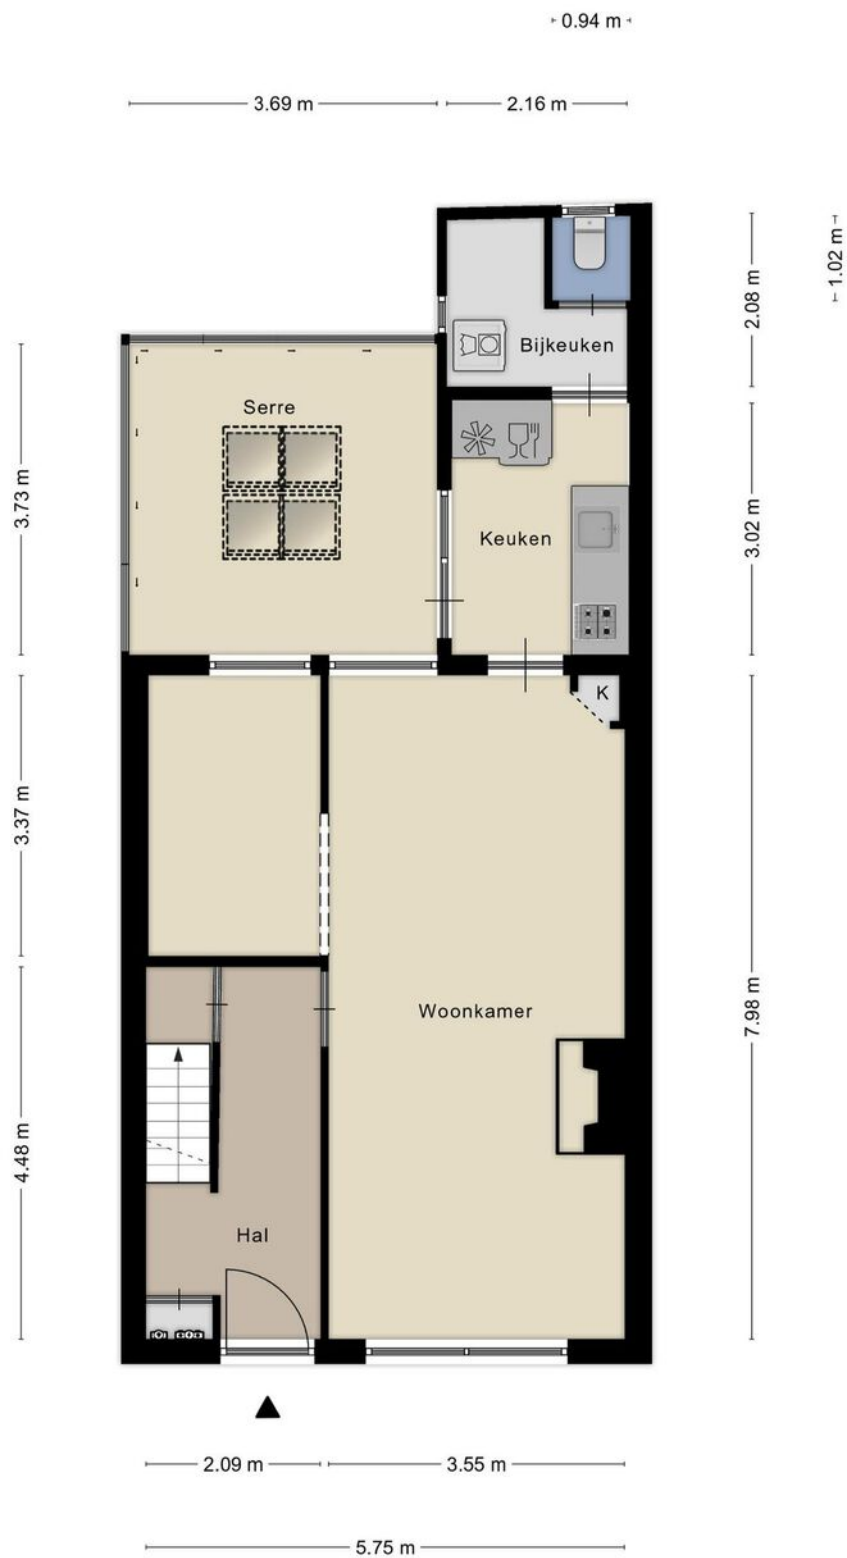 0.94 m
3.69 m
2.16 m
1.02 m
2.08 m
Bijkeuken
Serre
3.73 m
Keuken
3.02 m
K
3.37 m
Woonkamer
7.98 m
4.48 m
Hal
2.09 m
3.55 m
5.75 m